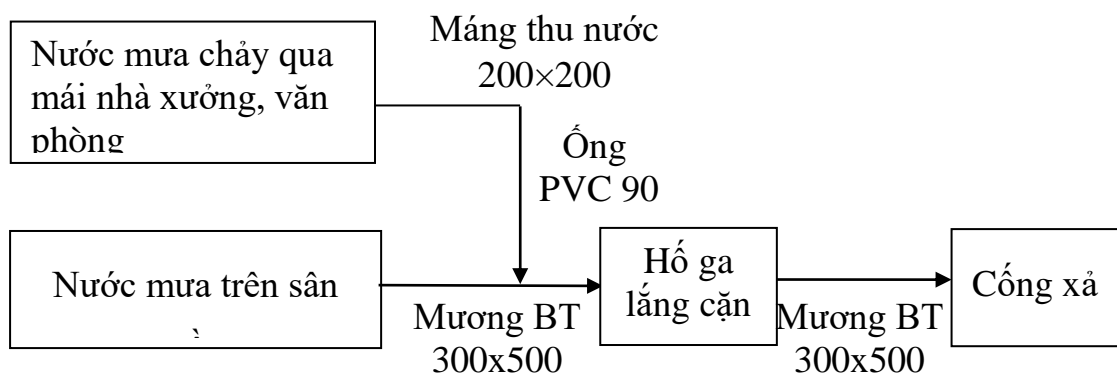 Nước mưa chảy qua
mái nhà xưởng, văn
phòng
Máng thu nước
200×200
Ống
PVC 90
Nước mưa trên sân
Mương BT
300x500
Hố ga
lắng cặn
Mương BT
300x500
Cống xả